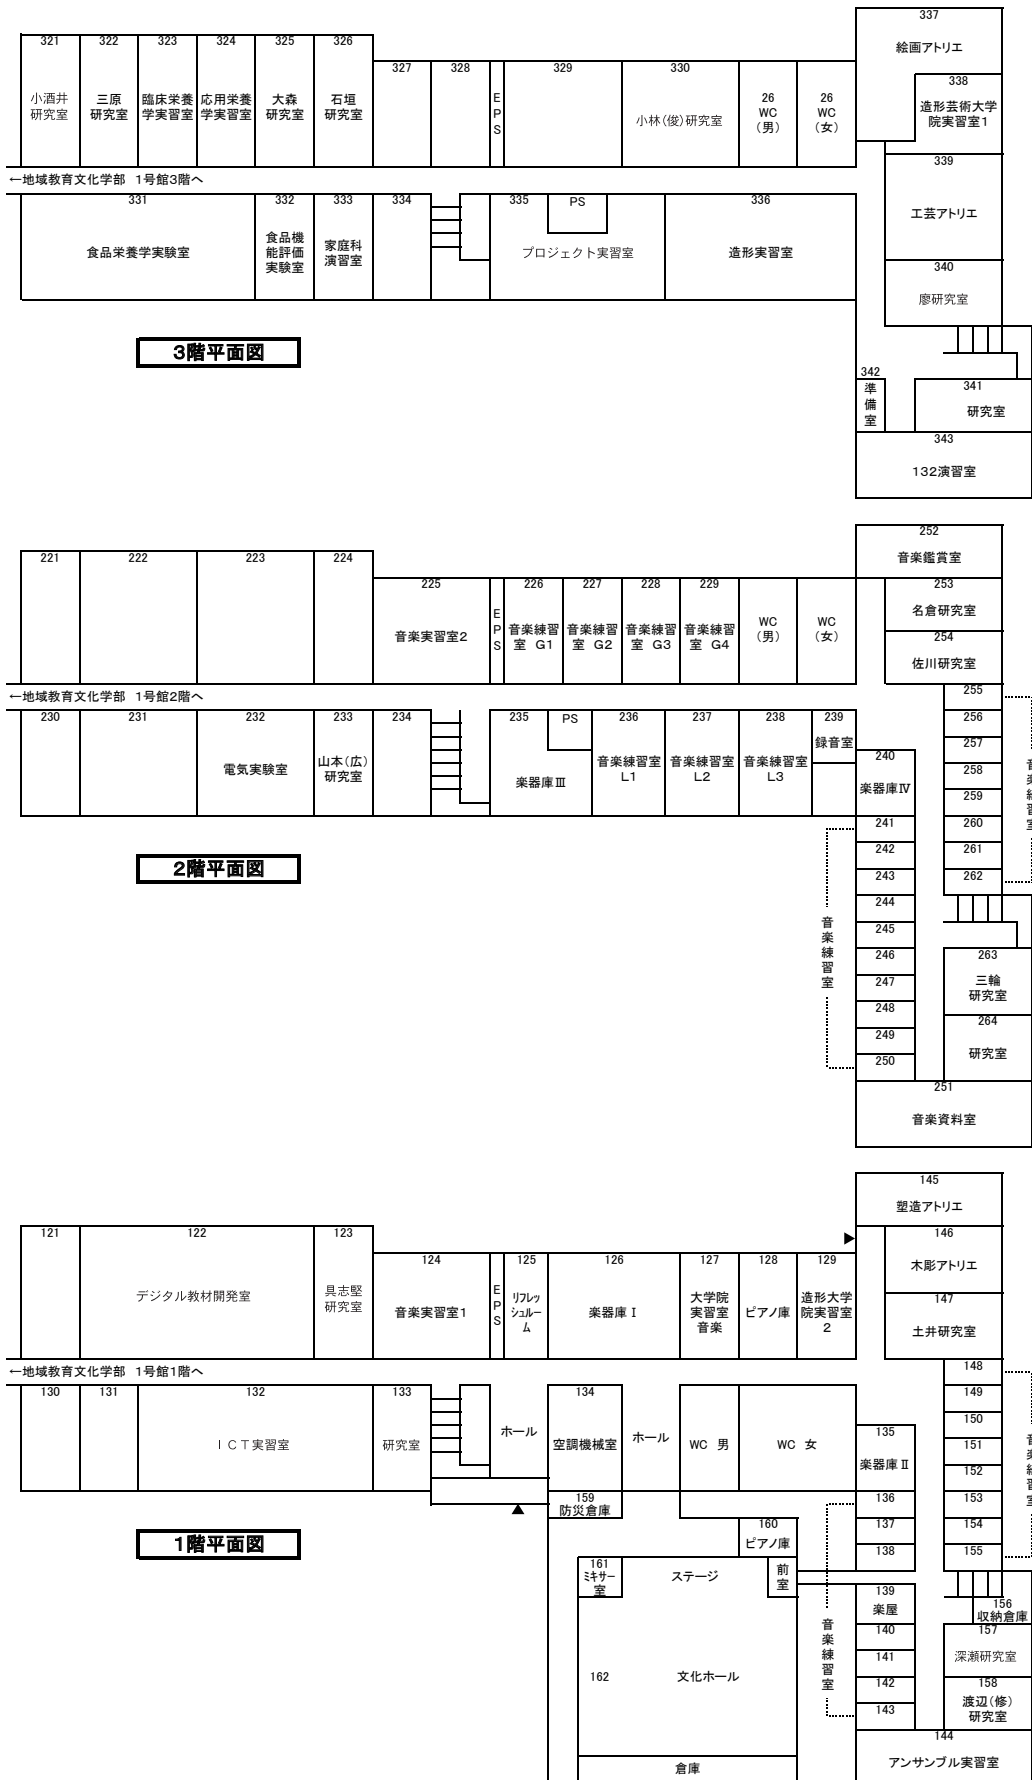 337
絵画アトリエ
321
322
323
324
325
326
327
328
329
330
338
小酒井
研究室
三原
研究室
臨床栄養
学実習室
応用栄養
学実習室
大森
研究室
石垣
研究室
E
P
S
小林(俊)研究室
26
WC
(男)
26
WC
(女)
造形芸術大学
院実習室1
←地域教育文化学部 1号館3階へ
339
工芸アトリエ
331
食品栄養学実験室
332
食品機
能評価
実験室
333
家庭科
演習室
334
335
PS
プロジェクト実習室
336
造形実習室
340
廖研究室
3階平面図
342
準
備
室
341
研究室
343
132演習室
252
音楽鑑賞室
221
222
223
224
225
音楽実習室2
E
P
S
226
音楽練習
室 G1
227
音楽練習
室 G2
228
音楽練習
室 G3
229
音楽練習
室 G4
WC
(男)
WC
(女)
253
名倉研究室
254
佐川研究室
←地域教育文化学部 1号館2階へ
230
231
232
電気実験室
233
山本(広)
研究室
234
235
PS
楽器庫Ⅲ
236
音楽練習室
L1
237
音楽練習室
L2
238
音楽練習室
L3
239
録音室
240
楽器庫Ⅳ
255
256
257
258
259
260
261
262
音
楽
練
習
室
2階平面図
241
242
243
244
245
246
247
248
249
250
音
楽
練
習
室
263
三輪
研究室
264
研究室
251
音楽資料室
145
塑造アトリエ
121
122
デジタル教材開発室
123
具志堅
研究室
124
音楽実習室1
E
P
S
125
リフレッ
シュルー
ム
126
楽器庫Ⅰ
127
大学院
実習室
音楽
128
ピアノ庫
129
造形大学
院実習室
2
146
木彫アトリエ
147
土井研究室
←地域教育文化学部 1号館1階へ
130
131
132
ICT実習室
133
研究室
ホール
134
空調機械室
ホール
WC 男
WC 女
135
楽器庫Ⅱ
148
149
150
151
152
153
154
155
音
楽
練
習
室
159
防災倉庫
136
137
138
1階平面図
160
ピアノ庫
161
ミキサー
室
ステージ
前
室
139
楽屋
140
141
142
143
音
楽
練
習
室
156
収納倉庫
157
深瀬研究室
158
渡辺(修)
研究室
162
文化ホール
144
アンサンブル実習室
倉庫